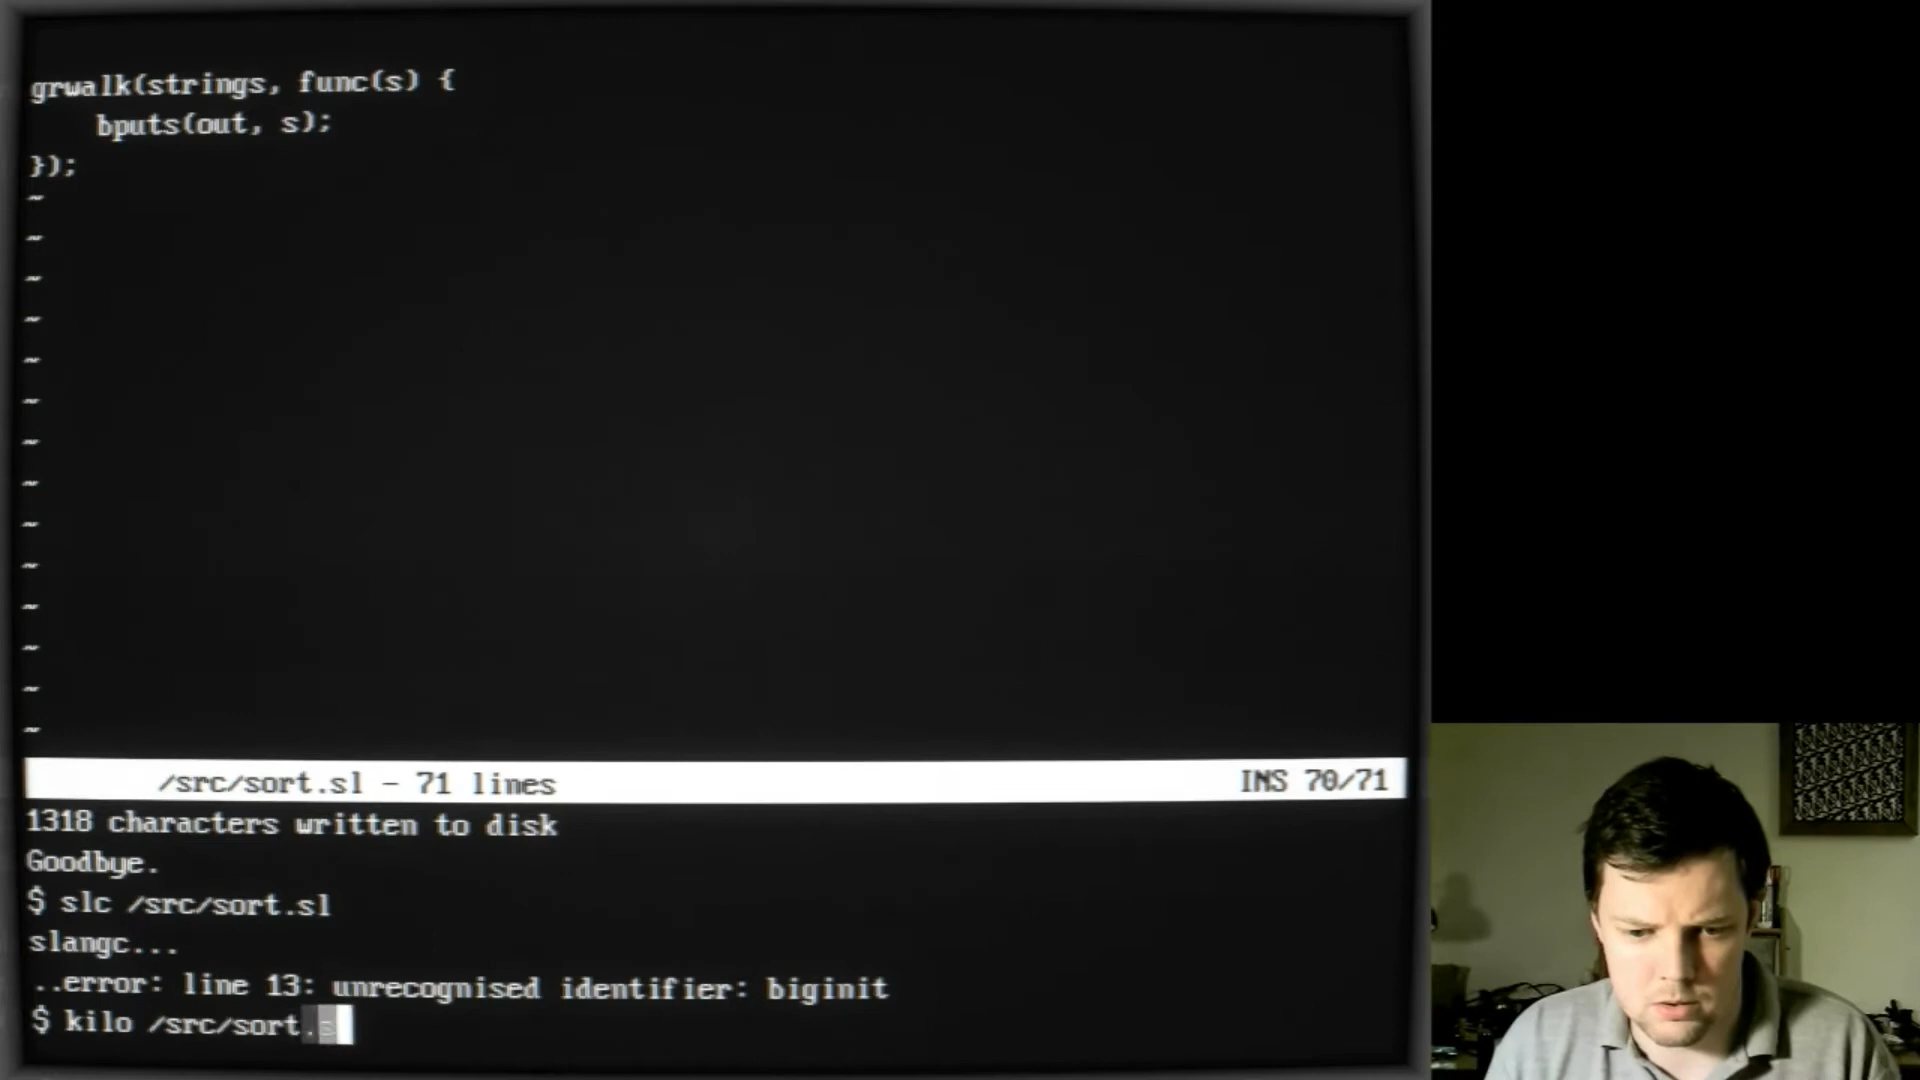 grwalk(strings, func(s) {
    bputs(out, s);
});
~
~
~
~
~
~
~
~
~
~
~
~
~
~
/src/sort.sl - 71 lines INS 70/71
1318 characters written to disk
Goodbye.
$ slc /src/sort.sl
slangc...
..error: line 13: unrecognised identifier: biginit
$ kilo /src/sort.s